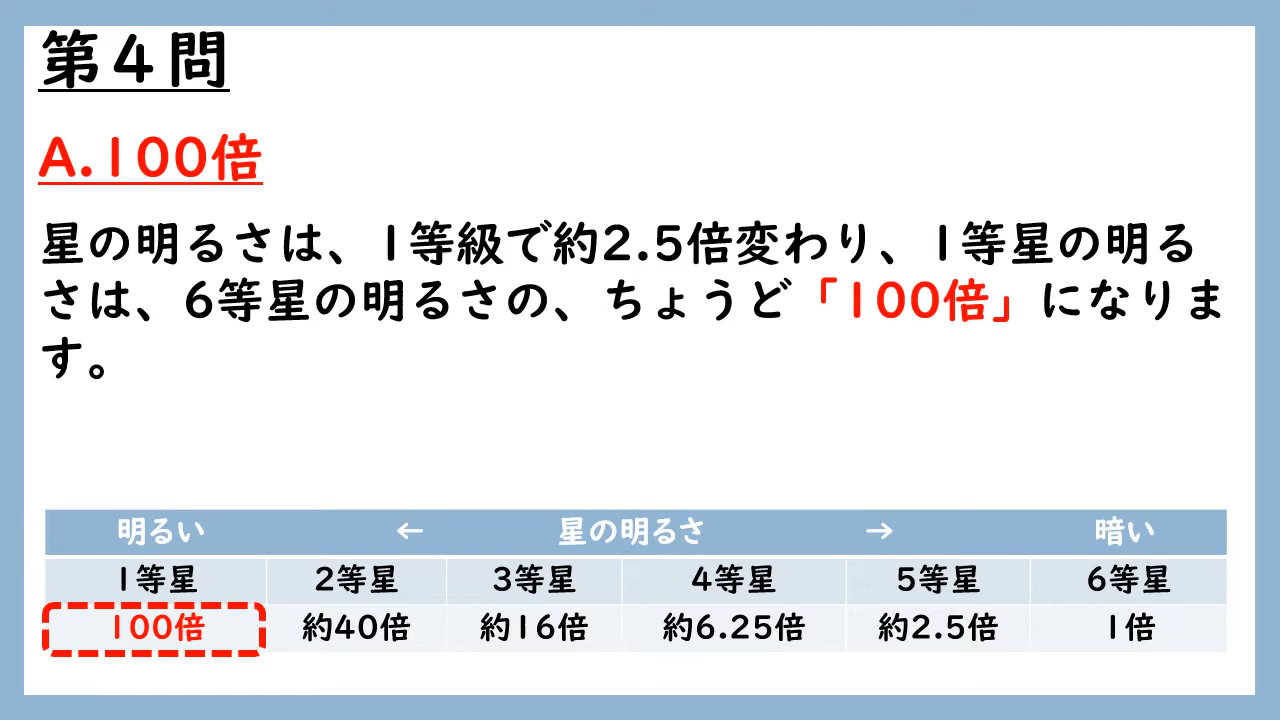 第４問
A.100倍
星の明るさは、1等級で約2.5倍変わり、1等星の明る
さは、6等星の明るさの、ちょうど「100倍」になりま
す。
明るい ← 星の明るさ → 暗い
1等星 2等星 3等星 4等星 5等星 6等星
100倍 約40倍 約16倍 約6.25倍 約2.5倍 1倍